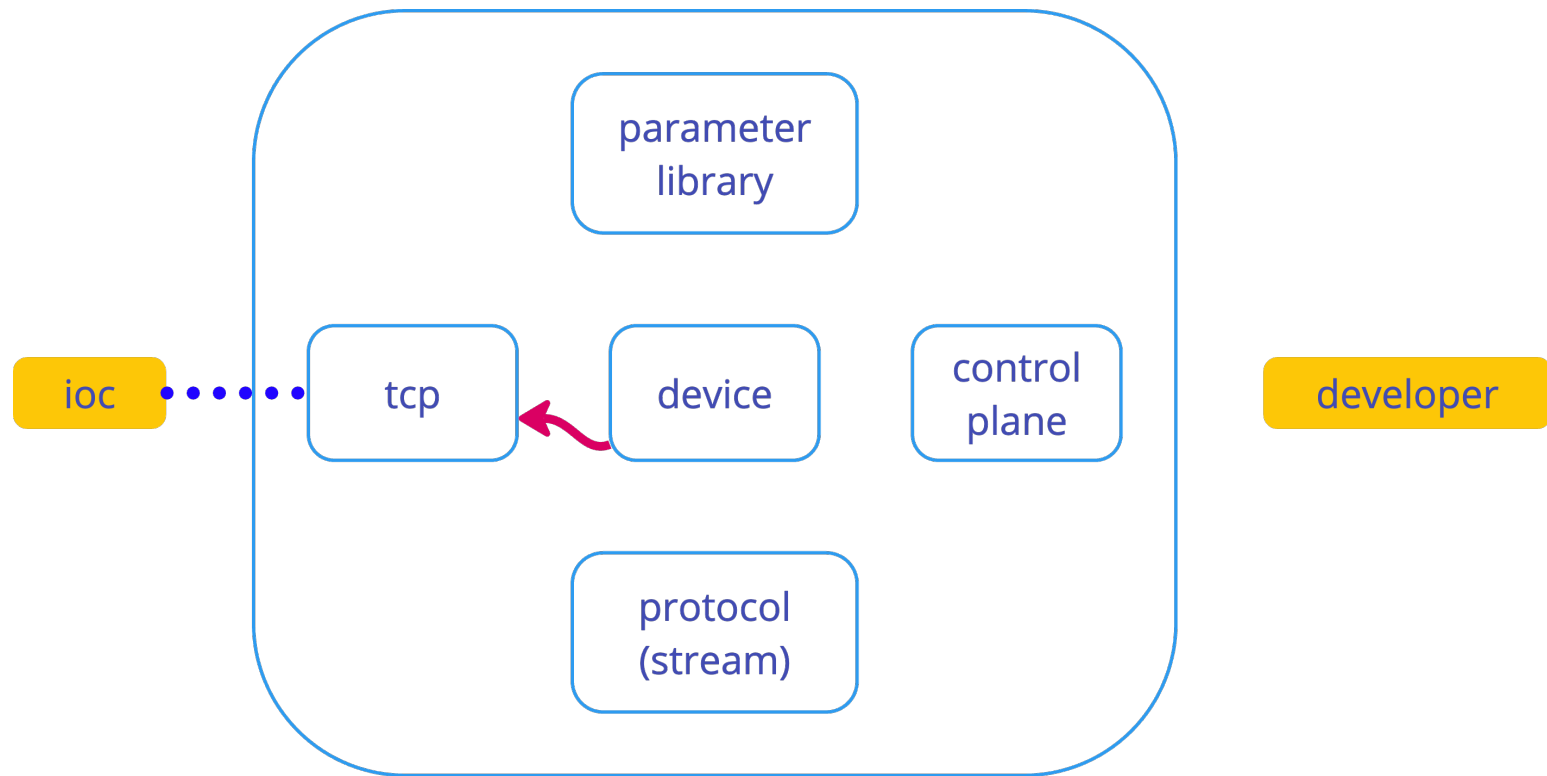 parameter
library
ioc
tcp
device
control
plane
developer
protocol
(stream)